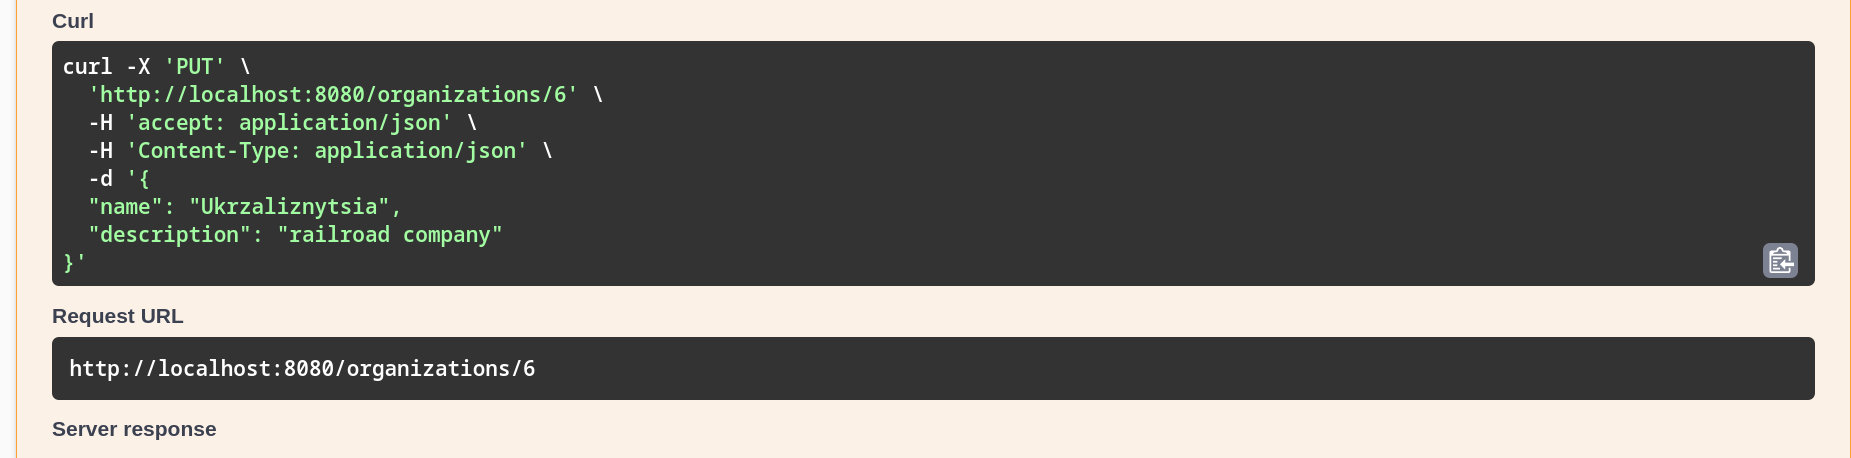 Curl
curl -X 'PUT' \
  'http://localhost:8080/organizations/6' \
  -H 'accept: application/json' \
  -H 'Content-Type: application/json' \
  -d '{
  "name": "Ukrzaliznytsia",
  "description": "railroad company"
}'
Request URL
http://localhost:8080/organizations/6
Server response